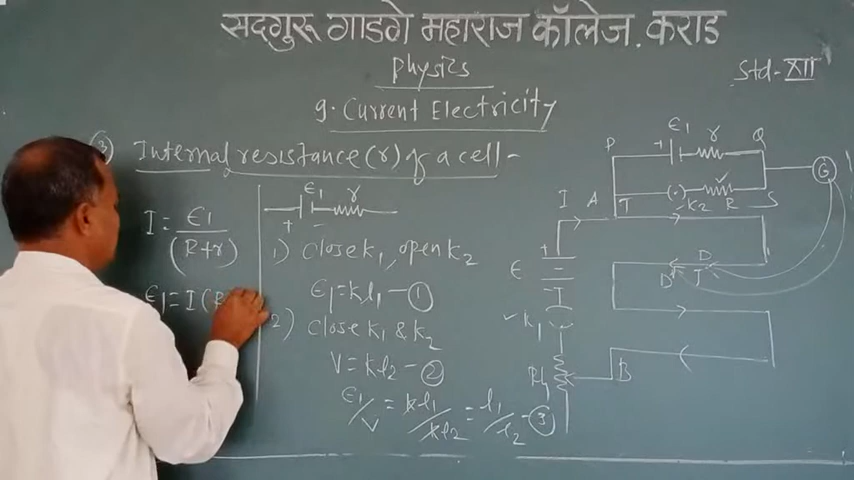 सद्गुरू गाडगे महाराज कॉलेज. कराड
Physics
Std- XII
9. Current Electricity
③ Internal resistance (r) of a cell -
I = ε1/(R+r)
ε1 = I (R
ε1 r
+ -
1) Close k1, open k2
ε1 = kl1 - ①
2) Close k1 & k2
V = kl2 - ②
ε1/V = kl1/kl2 = l1/l2 - ③
P + ε1 r Q
G
T k2 R S
I A
+
ε
-
D
D' J
k1
Rh
B